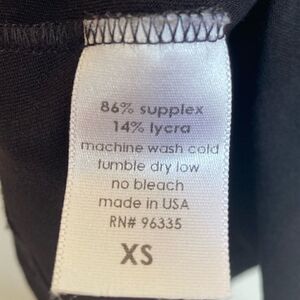 86% supplex
14% lycra
machine wash cold
tumble dry low
no bleach
made in USA
RN# 96335
XS